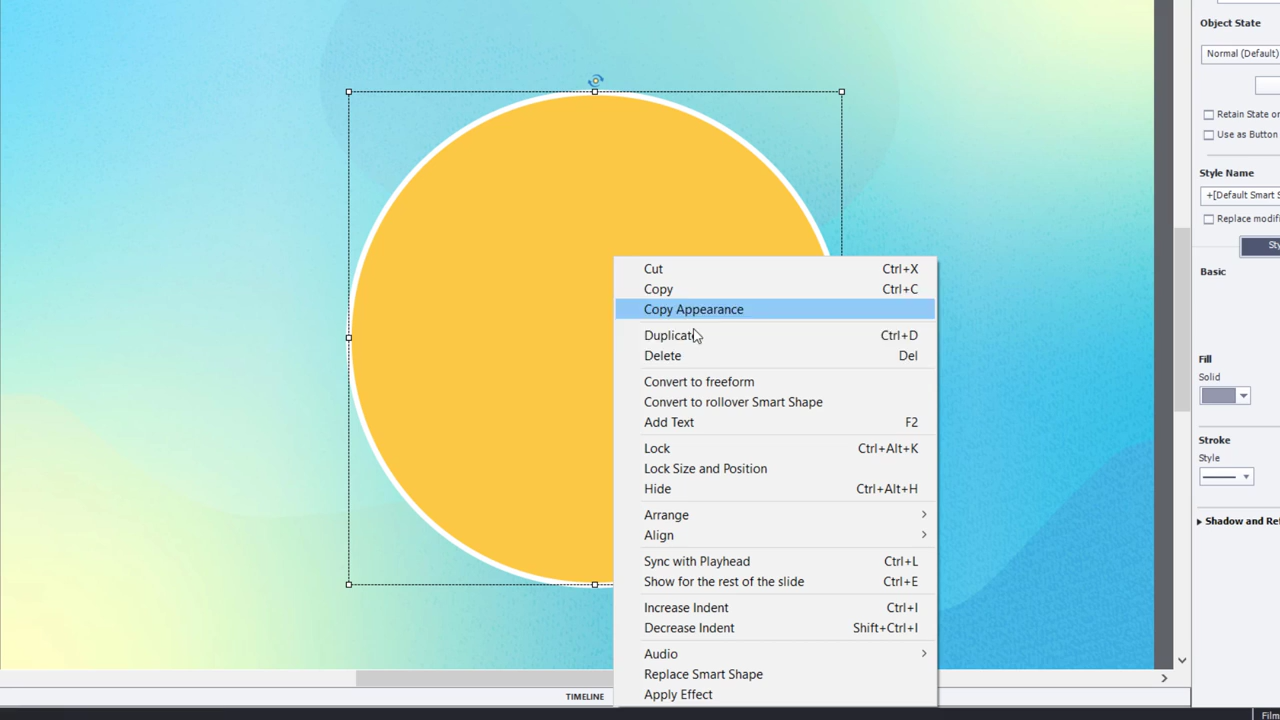 Object State
Normal (Default)
Retain State or
Use as Button
Style Name
+[Default Smart S
Replace modifi
Sty
Basic
Fill
Solid
Stroke
Style
Shadow and Ref
Cut Ctrl+X
Copy Ctrl+C
Copy Appearance
Duplicate Ctrl+D
Delete Del
Convert to freeform
Convert to rollover Smart Shape
Add Text F2
Lock Ctrl+Alt+K
Lock Size and Position
Hide Ctrl+Alt+H
Arrange
Align
Sync with Playhead Ctrl+L
Show for the rest of the slide Ctrl+E
Increase Indent Ctrl+I
Decrease Indent Shift+Ctrl+I
Audio
Replace Smart Shape
Apply Effect
TIMELINE
Film